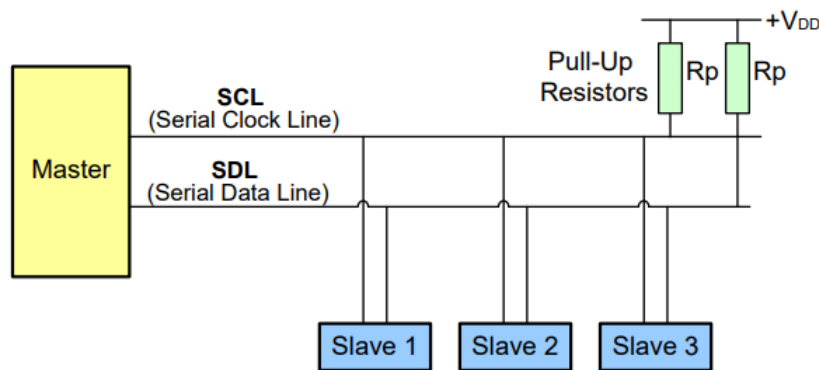 +VDD
Pull-Up
Resistors
Rp
Rp
SCL
(Serial Clock Line)
Master
SDL
(Serial Data Line)
Slave 1
Slave 2
Slave 3